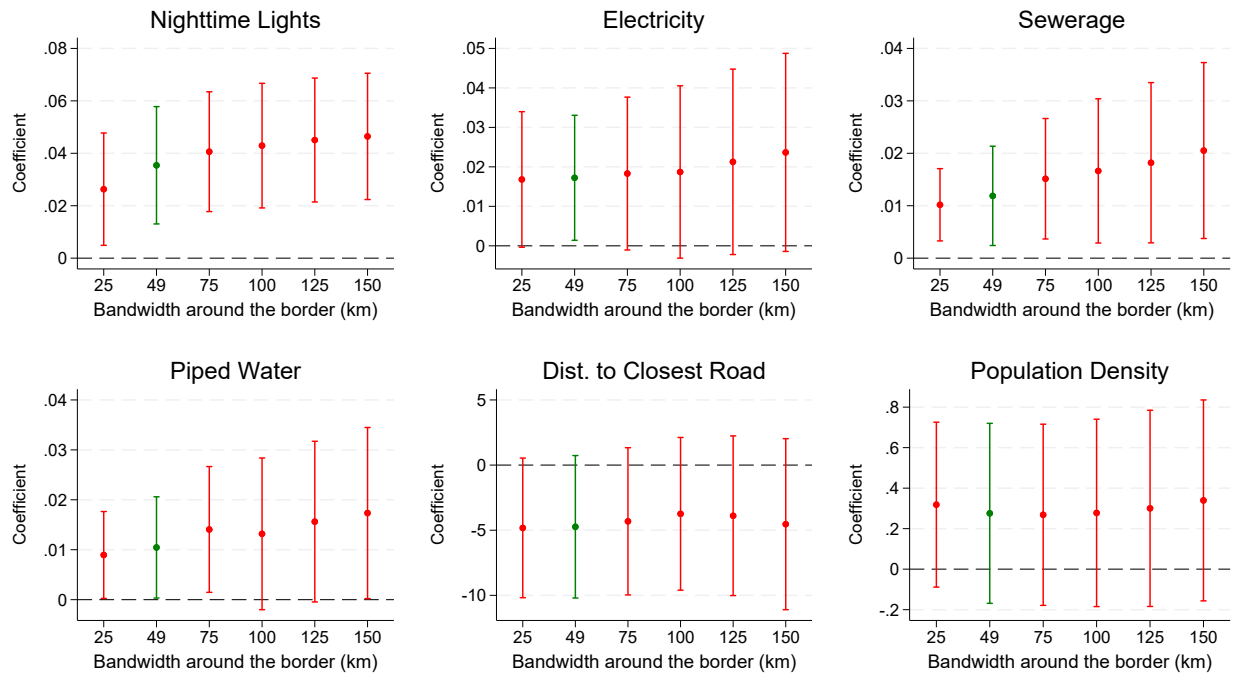 Nighttime Lights
.08
.06
.04
.02
0
Coefficient
25 49 75 100 125 150
Bandwidth around the border (km)
Electricity
.05
.04
.03
.02
.01
0
Coefficient
25 49 75 100 125 150
Bandwidth around the border (km)
Sewerage
.04
.03
.02
.01
0
Coefficient
25 49 75 100 125 150
Bandwidth around the border (km)
Piped Water
.04
.03
.02
.01
0
Coefficient
25 49 75 100 125 150
Bandwidth around the border (km)
Dist. to Closest Road
5
0
-5
-10
Coefficient
25 49 75 100 125 150
Bandwidth around the border (km)
Population Density
.8
.6
.4
.2
0
-.2
Coefficient
25 49 75 100 125 150
Bandwidth around the border (km)